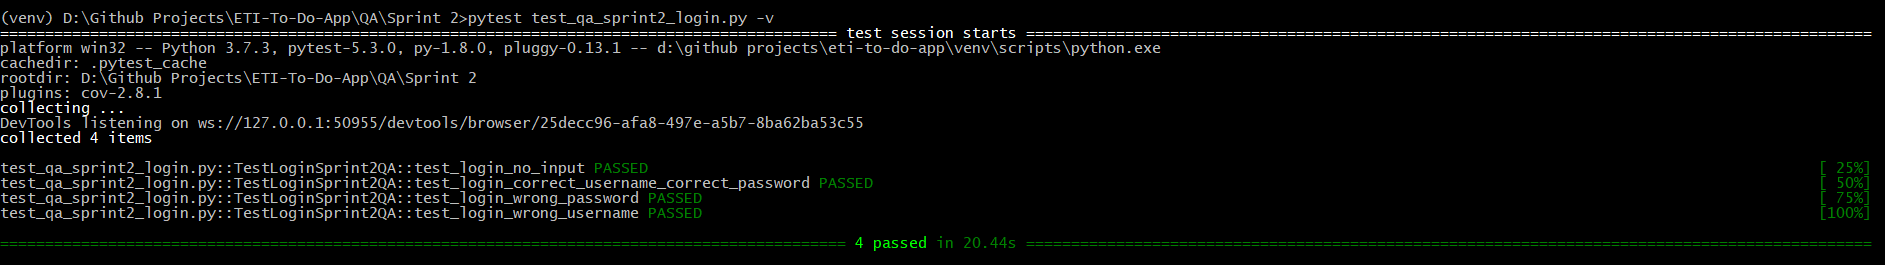 (venv) D:\Github Projects\ETI-To-Do-App\QA\Sprint 2>pytest test_qa_sprint2_login.py -v
============================================================================================= test session starts ==============================================================================================
platform win32 -- Python 3.7.3, pytest-5.3.0, py-1.8.0, pluggy-0.13.1 -- d:\github projects\eti-to-do-app\venv\scripts\python.exe
cachedir: .pytest_cache
rootdir: D:\Github Projects\ETI-To-Do-App\QA\Sprint 2
plugins: cov-2.8.1
collecting ...
DevTools listening on ws://127.0.0.1:50955/devtools/browser/25decc96-afa8-497e-a5b7-8ba62ba53c55
collected 4 items
test_qa_sprint2_login.py::TestLoginSprint2QA::test_login_no_input PASSED [ 25%]
test_qa_sprint2_login.py::TestLoginSprint2QA::test_login_correct_username_correct_password PASSED [ 50%]
test_qa_sprint2_login.py::TestLoginSprint2QA::test_login_wrong_password PASSED [ 75%]
test_qa_sprint2_login.py::TestLoginSprint2QA::test_login_wrong_username PASSED [100%]
============================================================================================== 4 passed in 20.44s ==============================================================================================